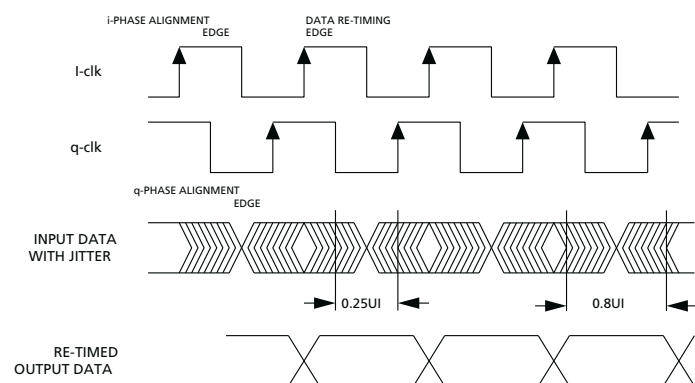 i-PHASE ALIGNMENT
EDGE
DATA RE-TIMING
EDGE
I-clk
q-clk
q-PHASE ALIGNMENT
EDGE
INPUT DATA
WITH JITTER
0.25UI
0.8UI
RE-TIMED
OUTPUT DATA